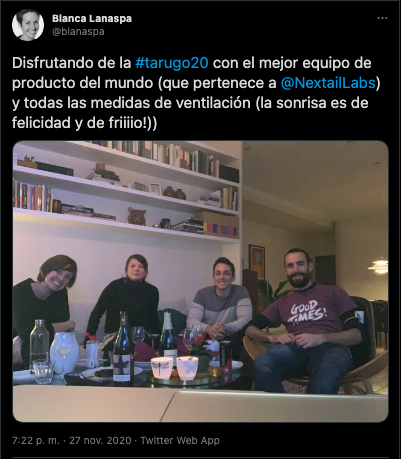 Blanca Lanaspa
@blanaspa
Disfrutando de la #tarugo20 con el mejor equipo de
producto del mundo (que pertenece a @NextailLabs)
y todas las medidas de ventilación (la sonrisa es de
felicidad y de friiiio!))
GOOD
TIMES!
7:22 p. m. · 27 nov. 2020 · Twitter Web App